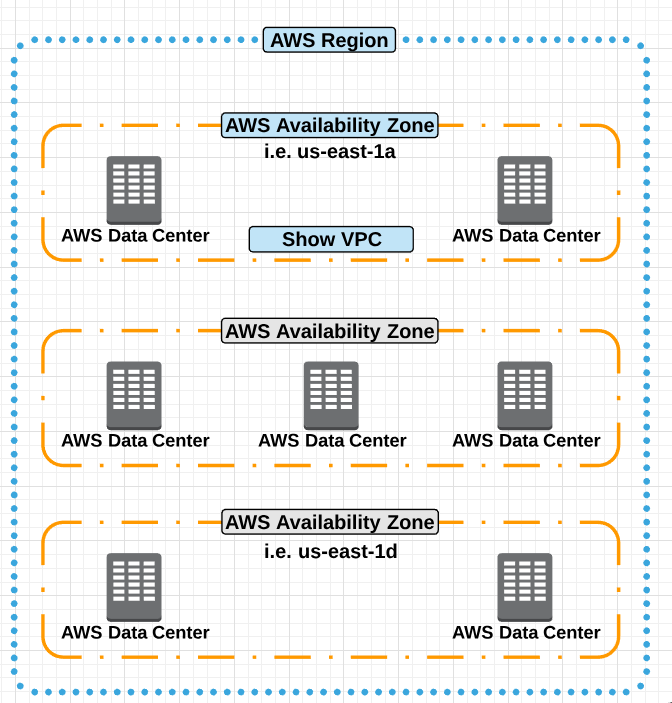 AWS Region
AWS Availability Zone
i.e. us-east-1a
AWS Data Center
AWS Data Center
Show VPC
AWS Availability Zone
AWS Data Center
AWS Data Center
AWS Data Center
AWS Availability Zone
i.e. us-east-1d
AWS Data Center
AWS Data Center